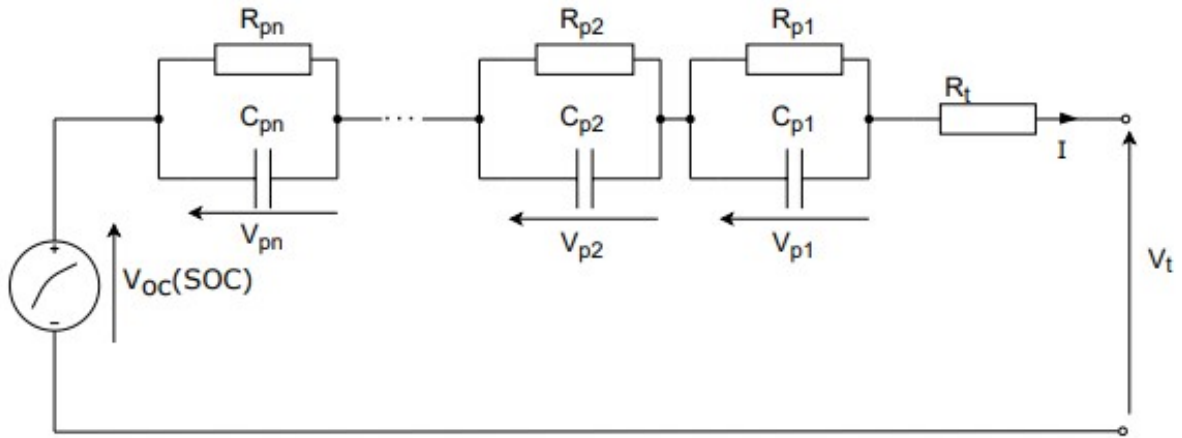 Rpn
Rp2
Rp1
Cpn
...
Cp2
Cp1
Rt
I
Vpn
Vp2
Vp1
+
VOC(SOC)
-
Vt